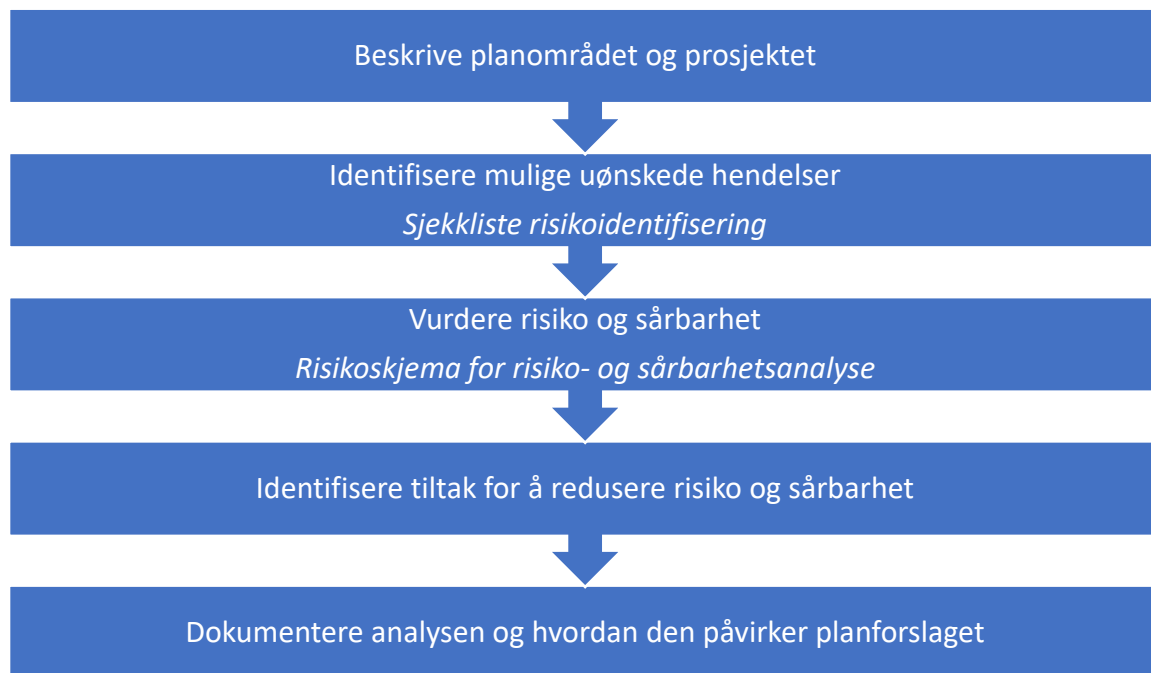 Beskrive planområdet og prosjektet
Identifisere mulige uønskede hendelser
Sjekkliste risikoidentifisering
Vurdere risiko og sårbarhet
Risikoskjema for risiko- og sårbarhetsanalyse
Identifisere tiltak for å redusere risiko og sårbarhet
Dokumentere analysen og hvordan den påvirker planforslaget